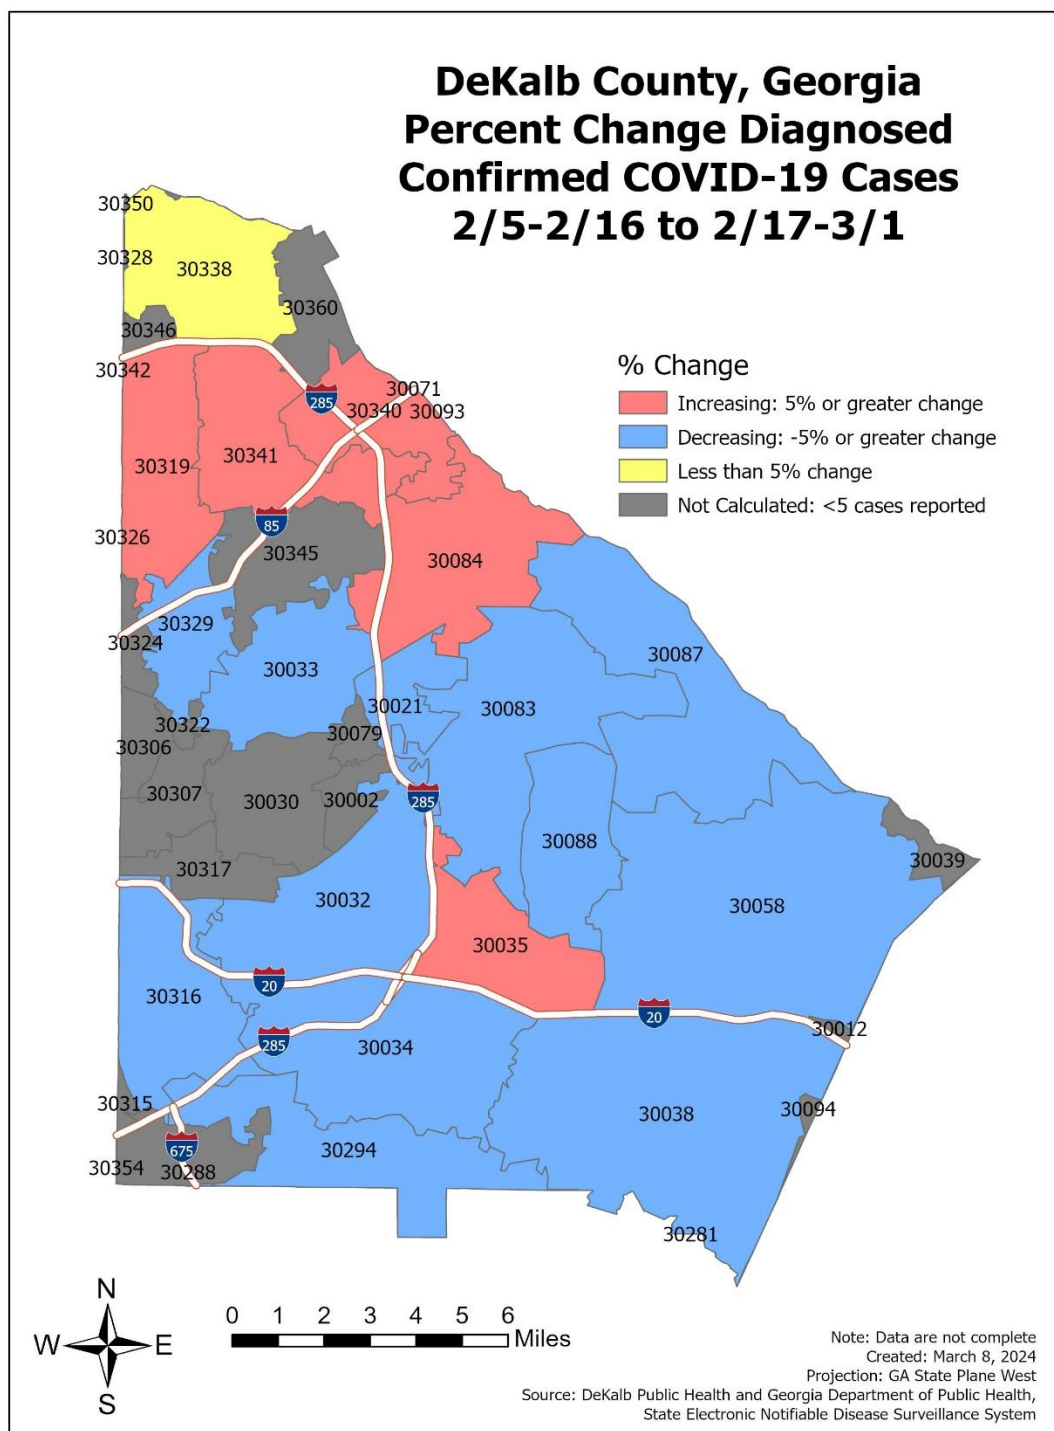 DeKalb County, Georgia
Percent Change Diagnosed
Confirmed COVID-19 Cases
2/5-2/16 to 2/17-3/1
30350
30328
30338
30360
30346
30342
% Change
Increasing: 5% or greater change
Decreasing: -5% or greater change
Less than 5% change
Not Calculated: <5 cases reported
285
30071
30340
30093
30341
30319
85
30326
30345
30084
30329
30324
30033
30087
30021
30083
30322
30079
30306
30307
30030
30002
285
30088
30317
30039
30032
30058
30035
20
30316
20
30012
285
30034
30315
30094
30038
675
30294
30354
30288
30281
N
W
E
S
0 1 2 3 4 5 6
Miles
Note: Data are not complete
Created: March 8, 2024
Projection: GA State Plane West
Source: DeKalb Public Health and Georgia Department of Public Health,
State Electronic Notifiable Disease Surveillance System